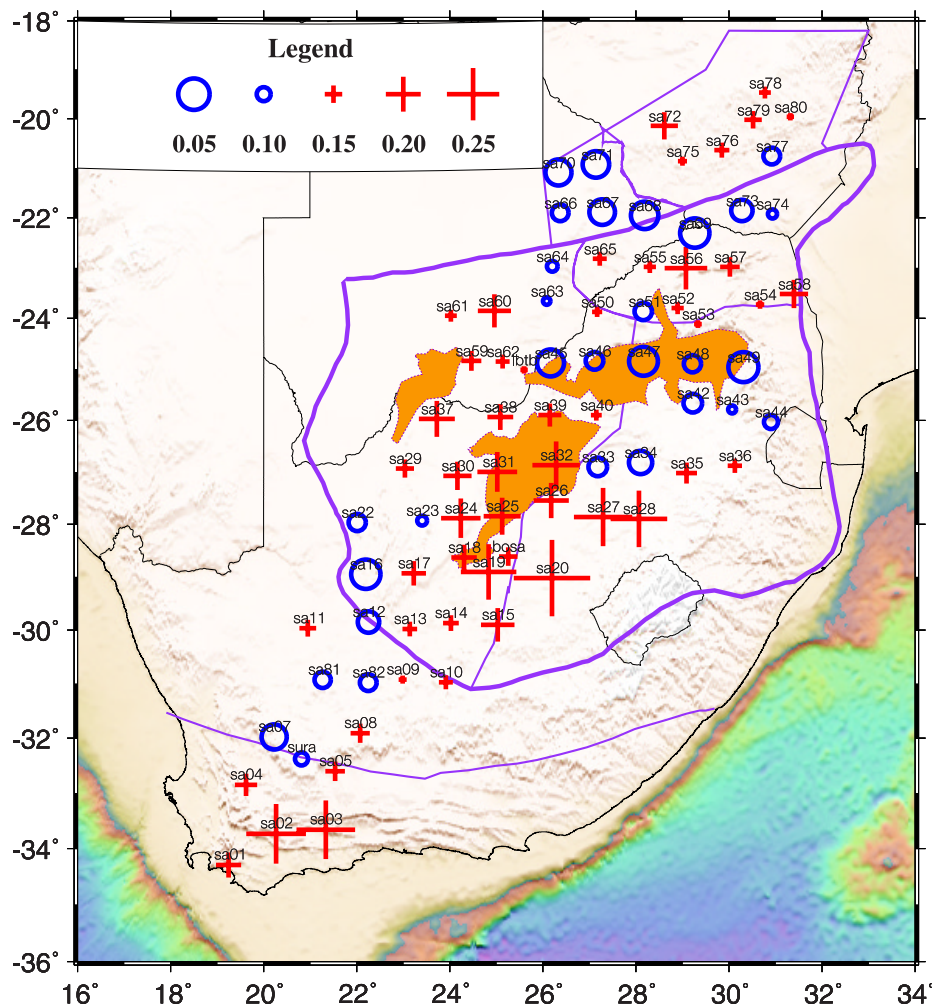 -18°
Legend
0.05 0.10 0.15 0.20 0.25
sa78
sa72 sa79 sa80
-20°
sa75 sa76 sa77
sa70 sa71
sa66 sa67 sa68 sa73 sa74
-22°
sa69
sa64 sa65 sa55 sa56 sa57
sa63 sa58
-24°
sa61 sa60 sa50 sa51 sa52 sa54
sa53
sa59 sa62 lbtb sa45 sa46 sa47 sa48 sa49
sa42 sa43
-26°
sa37 sa38 sa39 sa40 sa44
sa29 sa30 sa31 sa32 sa33 sa34 sa35 sa36
-28°
sa22 sa23 sa24 sa25 sa26 sa27 sa28
sa16 sa17 sa18 sa19 bosa sa20
-30°
sa11 sa12 sa13 sa14 sa15
sa81 sa82 sa09 sa10
-32°
sa07 sa08
sura
sa04 sa05
-34°
sa02 sa03
sa01
-36°
16° 18° 20° 22° 24° 26° 28° 30° 32° 34°